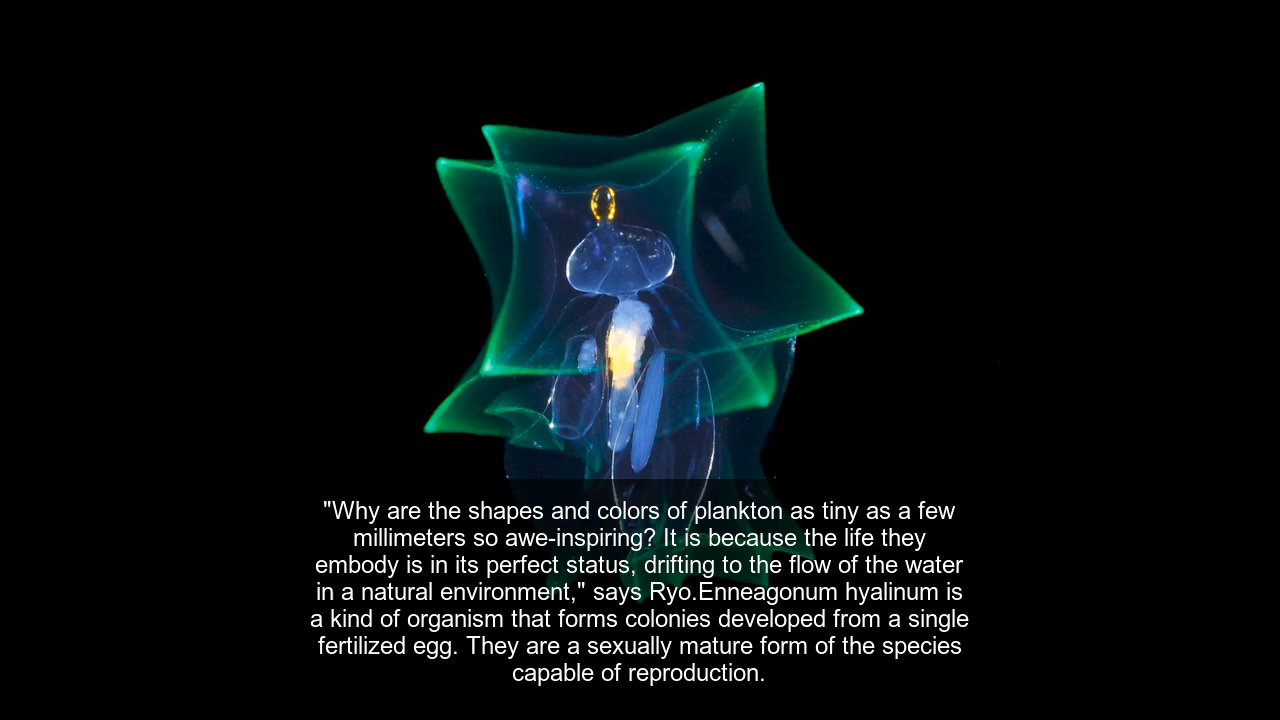 "Why are the shapes and colors of plankton as tiny as a few
millimeters so awe-inspiring? It is because the life they
embody is in its perfect status, drifting to the flow of the water
in a natural environment," says Ryo.Enneagonum hyalinum is
a kind of organism that forms colonies developed from a single
fertilized egg. They are a sexually mature form of the species
capable of reproduction.